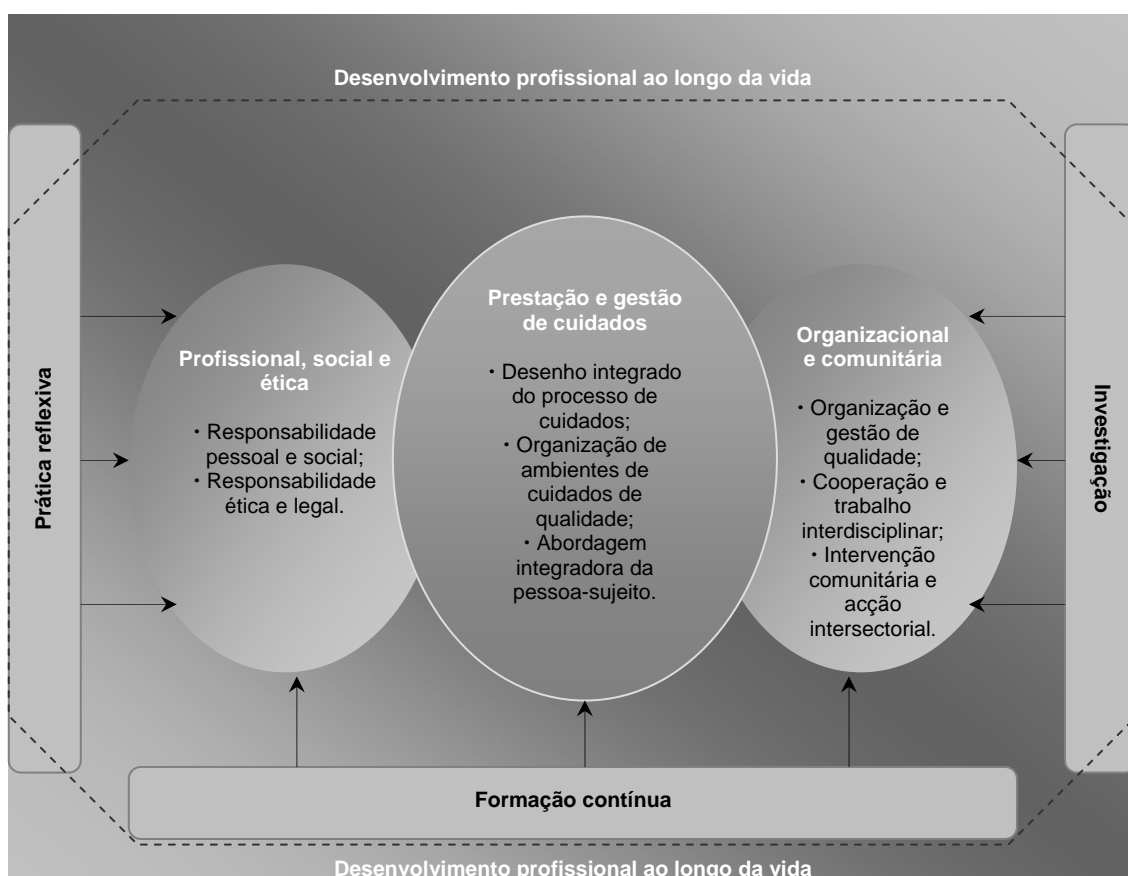 Desenvolvimento profissional ao longo da vida
Prática reflexiva
Profissional, social e
ética
• Responsabilidade
pessoal e social;
• Responsabilidade
ética e legal.
Prestação e gestão
de cuidados
• Desenho integrado
do processo de
cuidados;
• Organização de
ambientes de
cuidados de
qualidade;
• Abordagem
integradora da
pessoa-sujeito.
Organizacional
e comunitária
• Organização e
gestão de
qualidade;
• Cooperação e
trabalho
interdisciplinar;
• Intervenção
comunitária e
acção
intersectorial.
Investigação
Formação contínua
Desenvolvimento profissional ao longo da vida